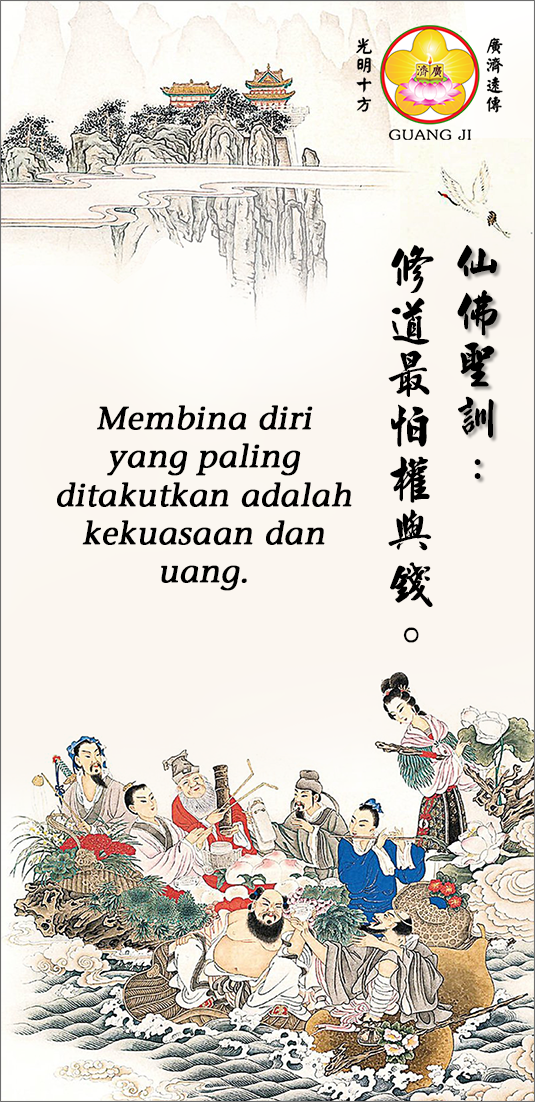 廣濟遠傳
光明十方
濟廣
GUANG JI
仙佛聖訓：
修道最怕權與錢。
Membina diri
yang paling
ditakutkan adalah
kekuasaan dan
uang.